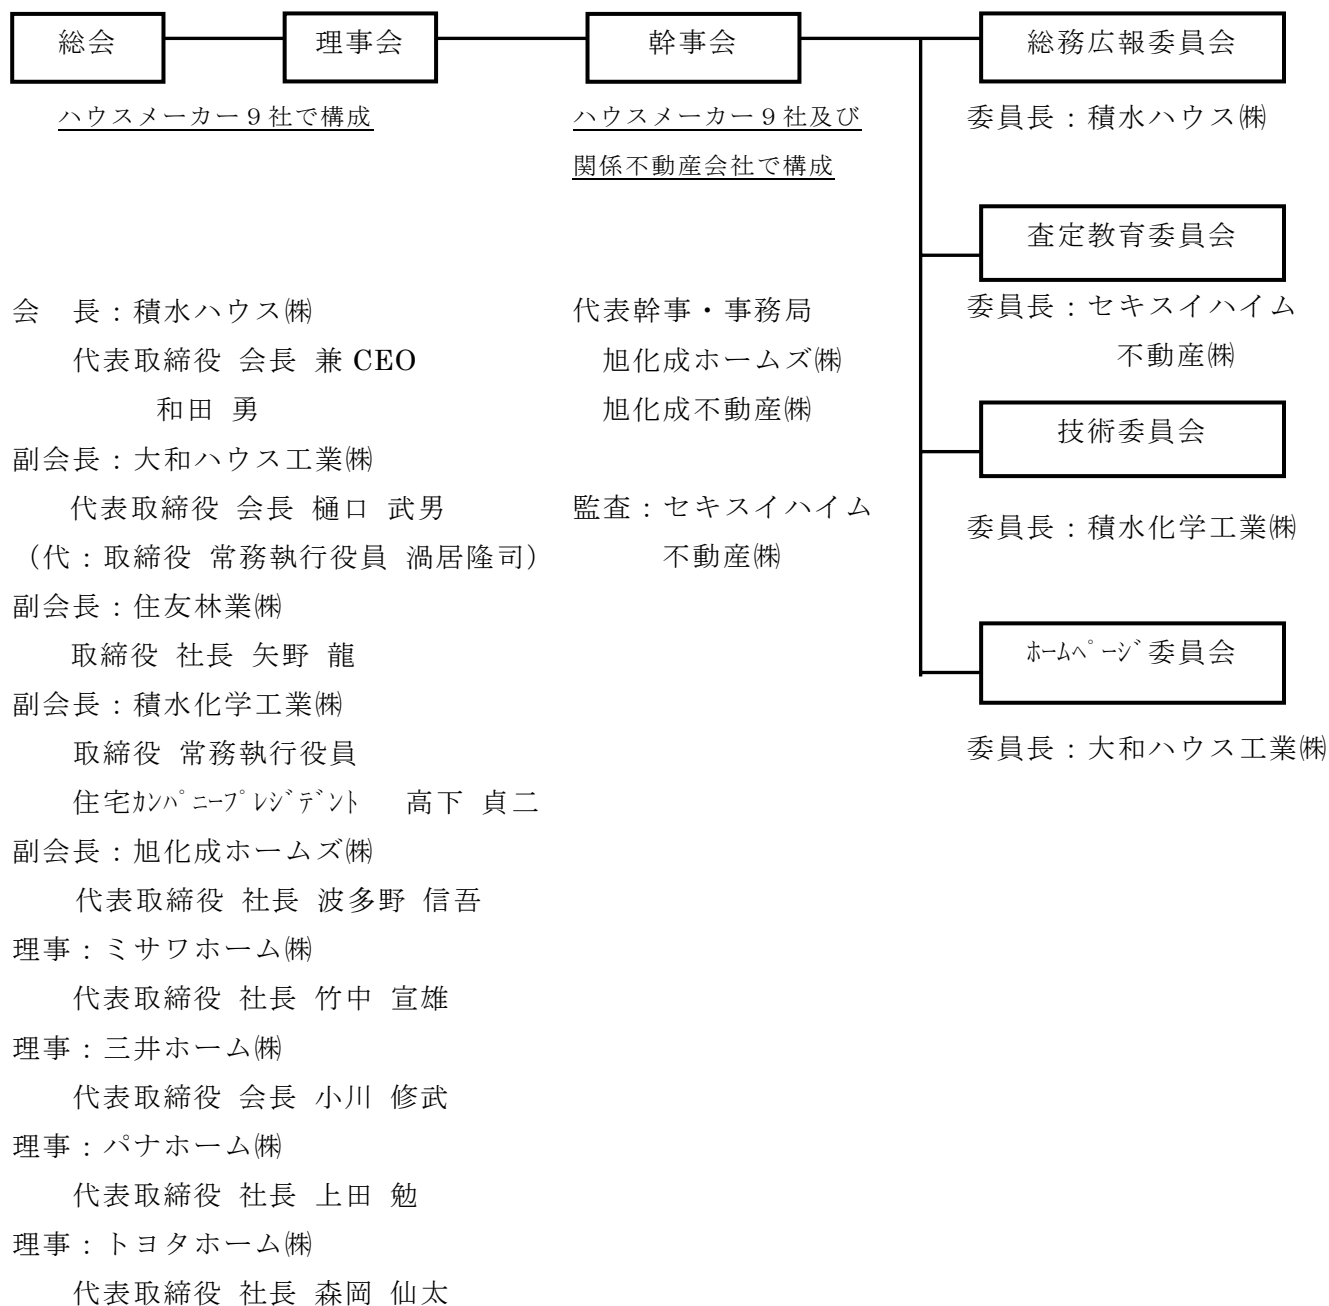 総会
理事会
幹事会
総務広報委員会
ハウスメーカー９社で構成
ハウスメーカー９社及び
関係不動産会社で構成
委員長：積水ハウス㈱
査定教育委員会
委員長：セキスイハイム
不動産㈱
技術委員会
委員長：積水化学工業㈱
ﾎｰﾑﾍﾟｰｼﾞ委員会
委員長：大和ハウス工業㈱
会　長：積水ハウス㈱
代表取締役 会長 兼 CEO
和田 勇
副会長：大和ハウス工業㈱
代表取締役 会長 樋口 武男
（代：取締役 常務執行役員 渦居隆司）
副会長：住友林業㈱
取締役 社長 矢野 龍
副会長：積水化学工業㈱
取締役 常務執行役員
住宅ｶﾝﾊﾟﾆｰﾌﾟﾚｼﾞﾃﾞﾝﾄ　高下 貞二
副会長：旭化成ホームズ㈱
代表取締役 社長 波多野 信吾
理事：ミサワホーム㈱
代表取締役 社長 竹中 宣雄
理事：三井ホーム㈱
代表取締役 会長 小川 修武
理事：パナホーム㈱
代表取締役 社長 上田 勉
理事：トヨタホーム㈱
代表取締役 社長 森岡 仙太
代表幹事・事務局
旭化成ホームズ㈱
旭化成不動産㈱
監査：セキスイハイム
不動産㈱